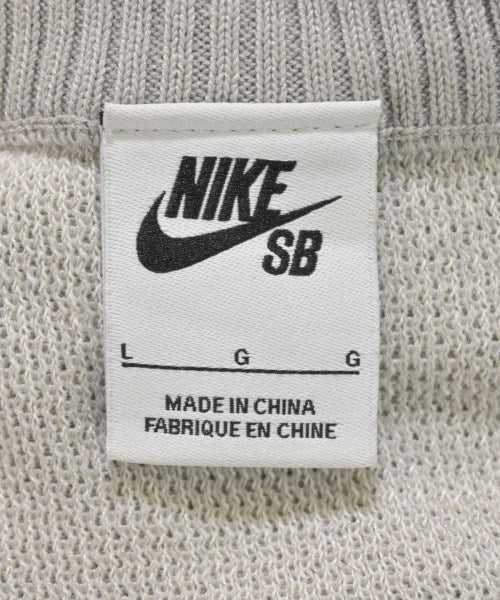 NIKE
SB
L G G
MADE IN CHINA
FABRIQUE EN CHINE